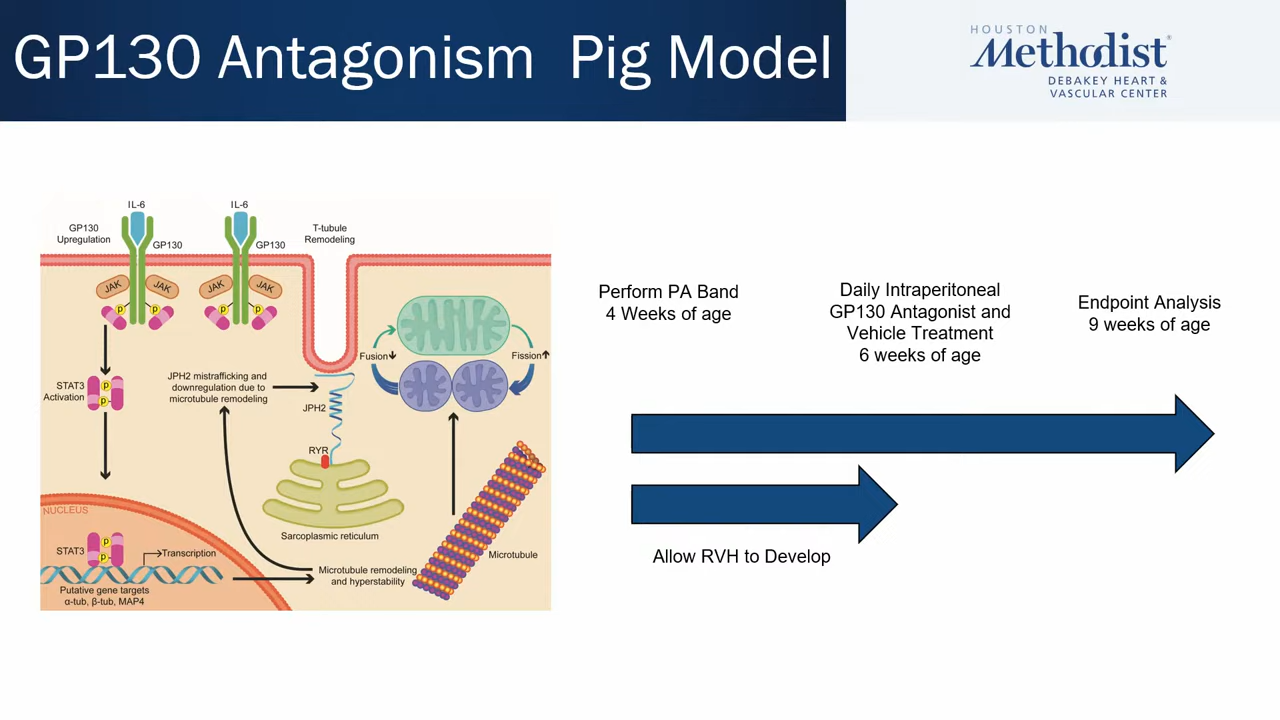 GP130 Antagonism Pig Model
HOUSTON
Methodist®
DEBAKEY HEART &
VASCULAR CENTER
IL-6
IL-6
GP130
Upregulation
GP130
GP130
T-tubule
Remodeling
JAK
JAK
JAK
JAK
P
P
P
P
Fusion↓
Fission↑
STAT3
Activation
P
P
JPH2 mistrafficking and
downregulation due to
microtubule remodeling
JPH2
RYR
NUCLEUS
Sarcoplasmic reticulum
STAT3
P
P
Transcription
Microtubule
Microtubule remodeling
and hyperstability
Putative gene targets
α-tub, β-tub, MAP4
Perform PA Band
4 Weeks of age
Daily Intraperitoneal
GP130 Antagonist and
Vehicle Treatment
6 weeks of age
Endpoint Analysis
9 weeks of age
Allow RVH to Develop